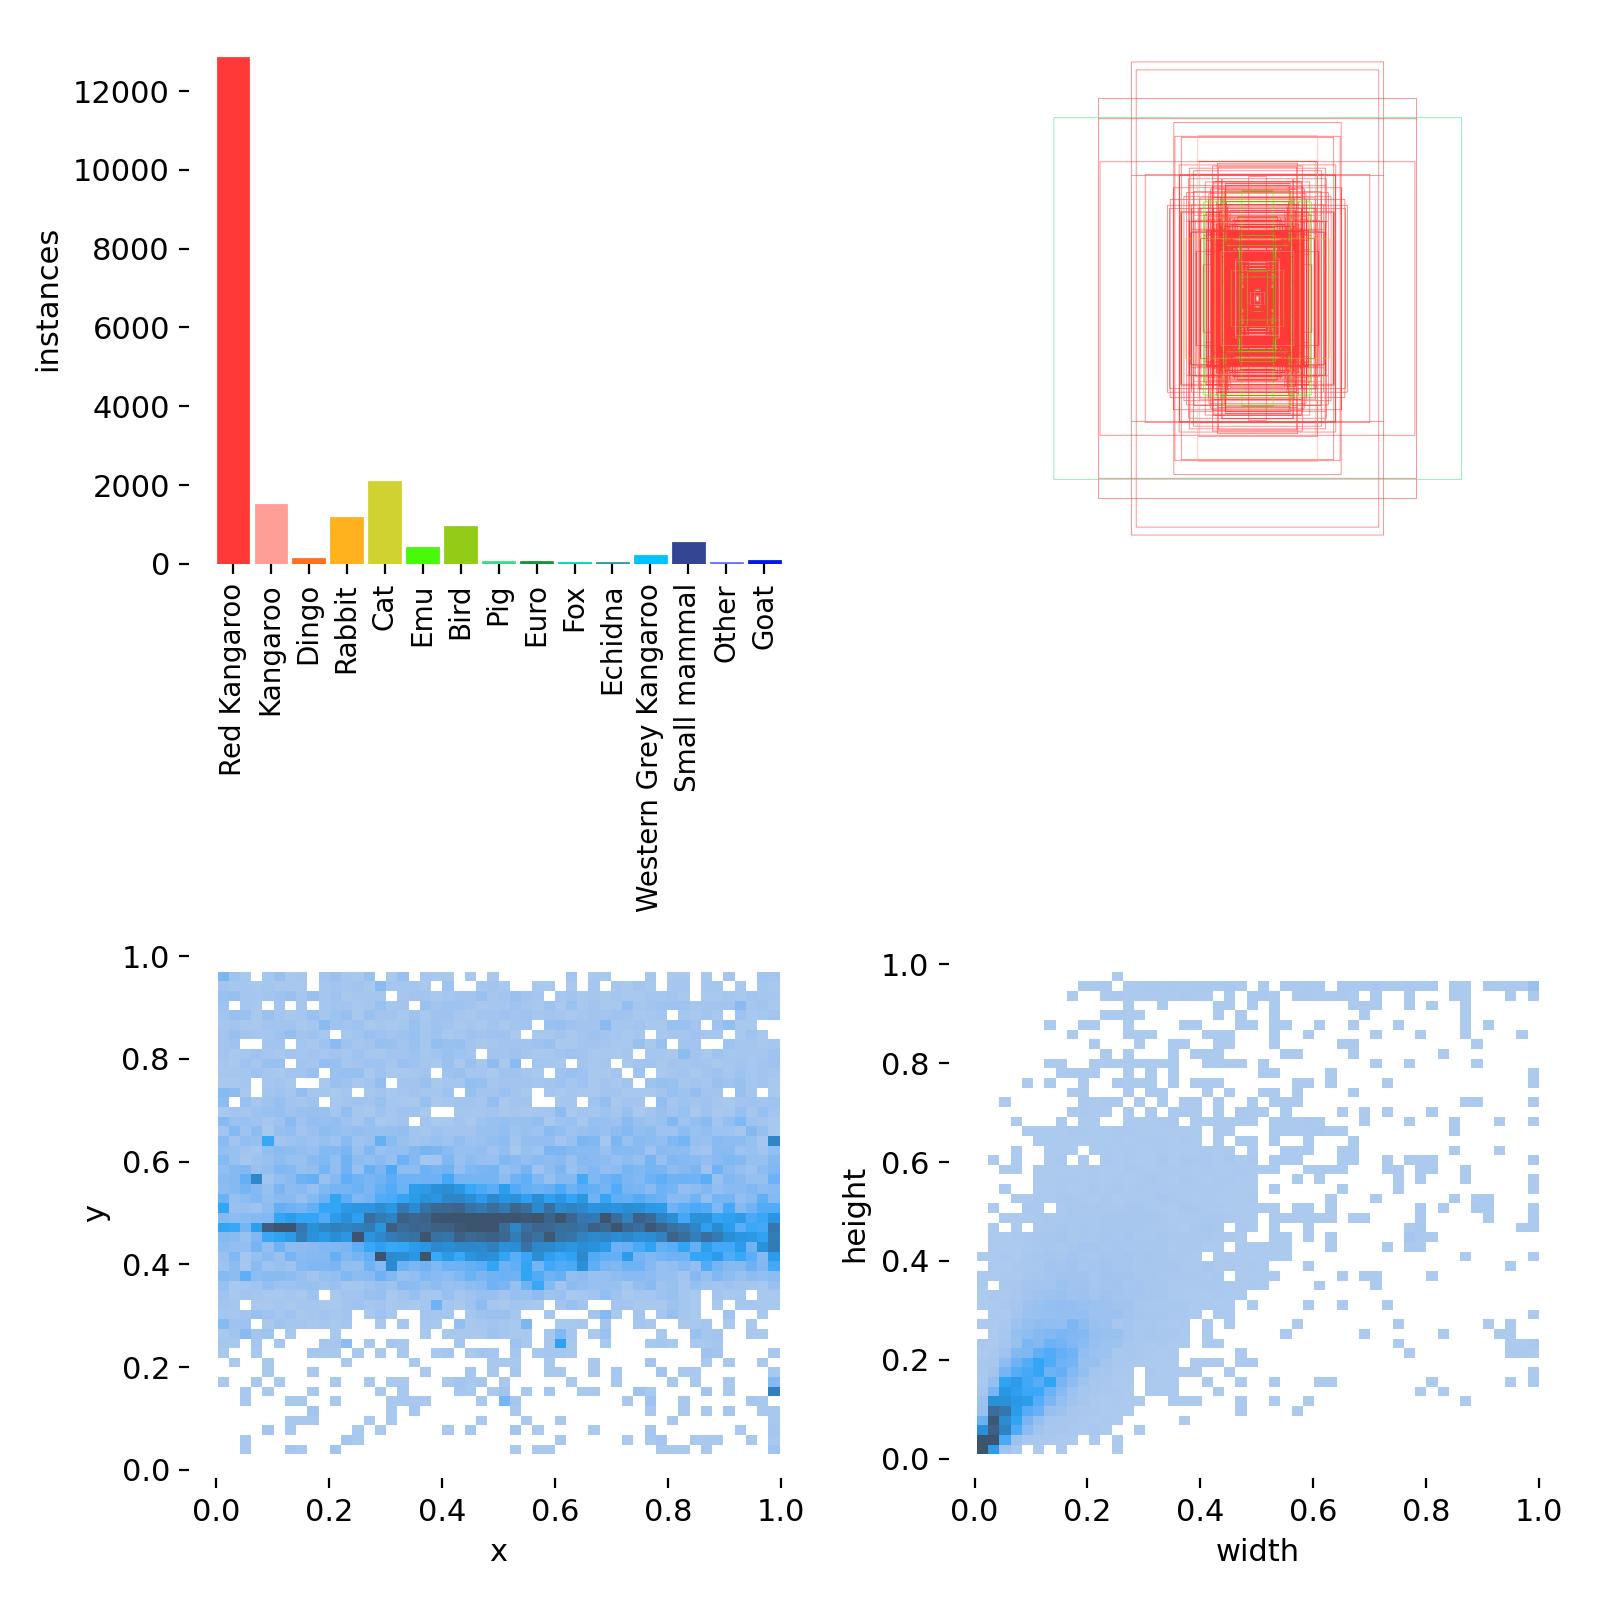 instances
12000
10000
8000
6000
4000
2000
0
Red Kangaroo
Kangaroo
Dingo
Rabbit
Cat
Emu
Bird
Pig
Euro
Fox
Echidna
Western Grey Kangaroo
Small mammal
Other
Goat
y
1.0
0.8
0.6
0.4
0.2
0.0
0.0 0.2 0.4 0.6 0.8 1.0
x
height
1.0
0.8
0.6
0.4
0.2
0.0
0.0 0.2 0.4 0.6 0.8 1.0
width